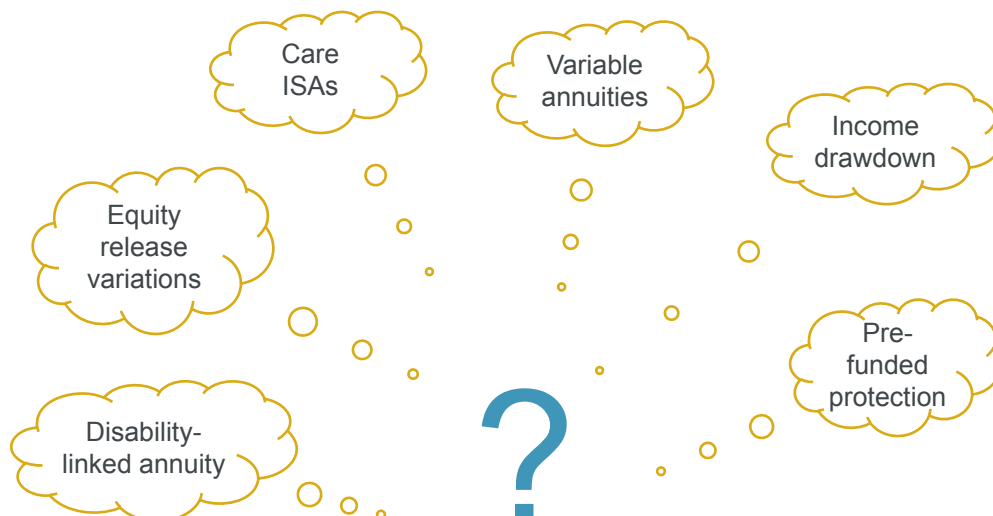 Care
ISAs
Variable
annuities
Income
drawdown
Equity
release
variations
Pre-
funded
protection
Disability-
linked annuity
?